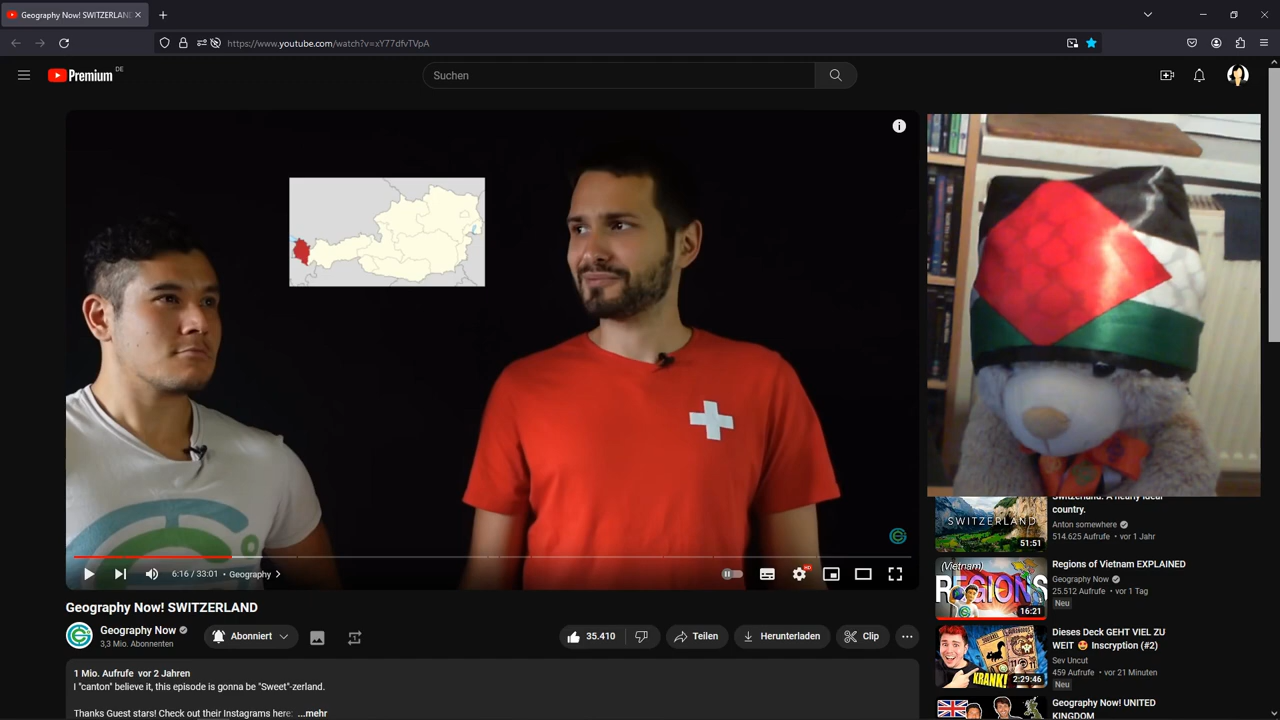 Geography Now! SWITZERLAND
https://www.youtube.com/watch?v=xY77dfvTVpA
Premium DE
Suchen
6:16 / 33:01 • Geography
HD
Geography Now! SWITZERLAND
Geography Now
3,3 Mio. Abonnenten
Abonniert
35.410
Teilen
Herunterladen
Clip
1 Mio. Aufrufe vor 2 Jahren
I "canton" believe it, this episode is gonna be "Sweet"-zerland.
Thanks Guest stars! Check out their Instagrams here: ...mehr
SWITZERLAND
51:51
Switzerland. A nearly ideal
country.
Anton somewhere
514.625 Aufrufe • vor 1 Jahr
(Vietnam)
REGIONS
16:21
Regions of Vietnam EXPLAINED
Geography Now
25.512 Aufrufe • vor 1 Tag
Neu
KRANK!
2:29:46
Dieses Deck GEHT VIEL ZU
WEIT 🤩 Inscryption (#2)
Sev Uncut
459 Aufrufe • vor 21 Minuten
Neu
Geography Now! UNITED
KINGDOM